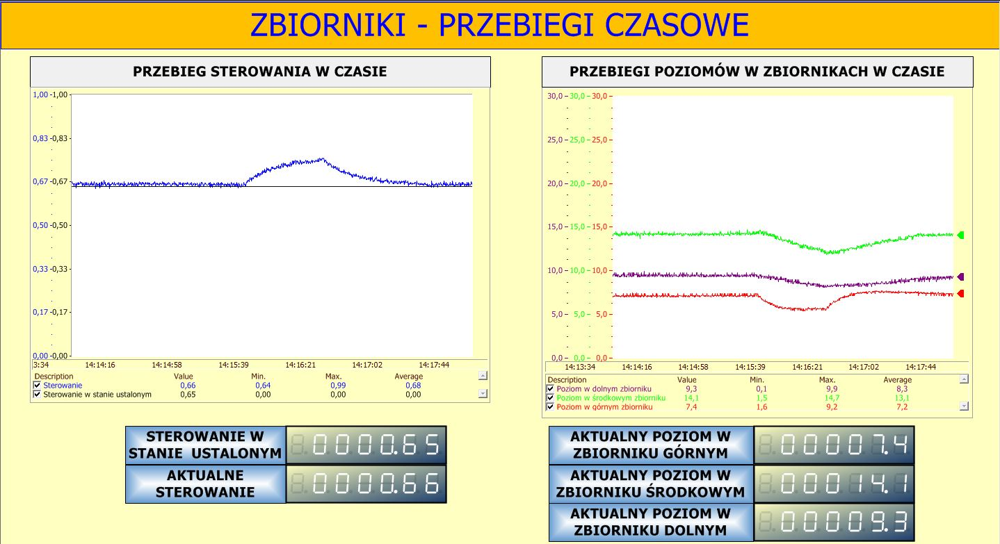 ZBIORNIKI - PRZEBIEGI CZASOWE
PRZEBIEG STEROWANIA W CZASIE
1,00 -1,00
0,83 -0,83
0,67 -0,67
0,50 -0,50
0,33 -0,33
0,17 -0,17
0,00 -0,00
3:34 14:14:16 14:14:58 14:15:39 14:16:21 14:17:02 14:17:44
Description Value Min. Max. Average
Sterowanie 0,66 0,64 0,99 0,68
Sterowanie w stanie ustalonym 0,65 0,00 0,00 0,00
STEROWANIE W
STANIE USTALONYM
0000.65
AKTUALNE
STEROWANIE
0000.66
PRZEBIEGI POZIOMÓW W ZBIORNIKACH W CZASIE
30,0 30,0 30,0
25,0 25,0 25,0
20,0 20,0 20,0
15,0 15,0 15,0
10,0 10,0 10,0
5,0 5,0 5,0
0,0 0,0 0,0
14:13:34 14:14:16 14:14:58 14:15:39 14:16:21 14:17:02 14:17:44
Description Value Min. Max. Average
Poziom w dolnym zbiorniku 9,3 0,1 9,9 8,3
Poziom w środkowym zbiorniku 14,1 1,5 14,7 13,1
Poziom w górnym zbiorniku 7,4 1,6 9,2 7,2
AKTUALNY POZIOM W
ZBIORNIKU GÓRNYM
00007.4
AKTUALNY POZIOM W
ZBIORNIKU ŚRODKOWYM
00014.1
AKTUALNY POZIOM W
ZBIORNIKU DOLNYM
00009.3